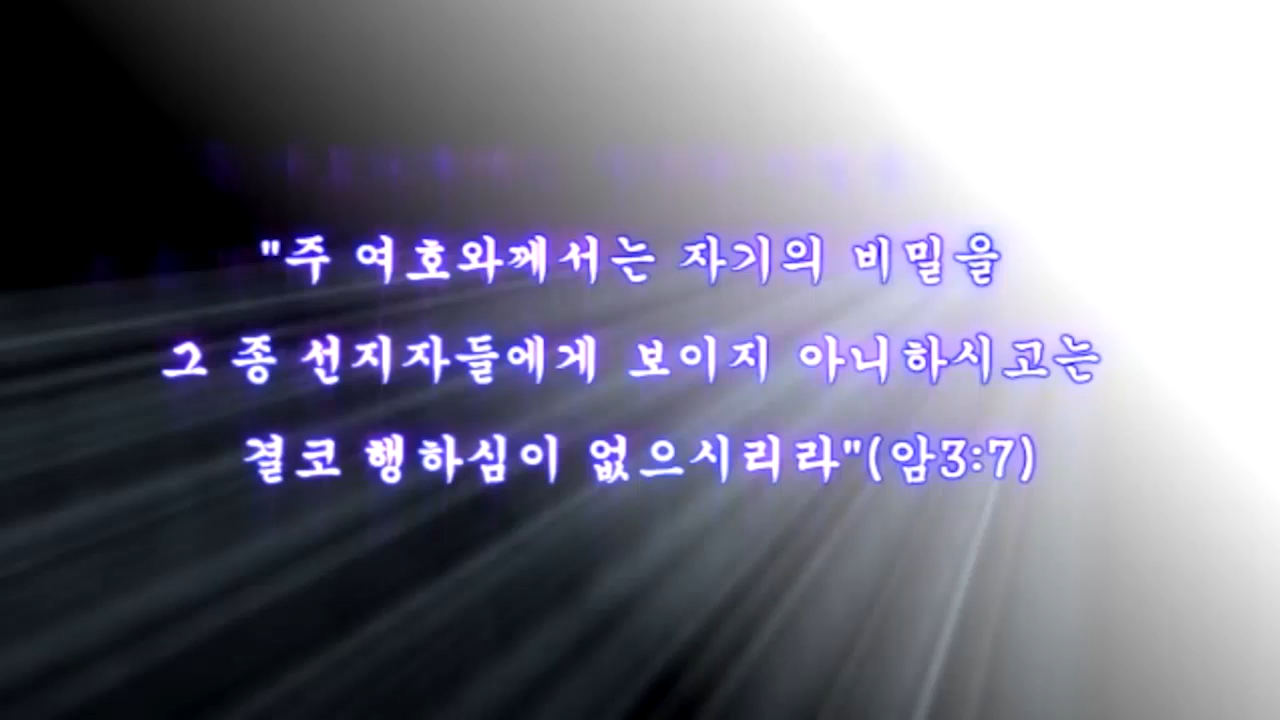 "주 여호와께서는 자기의 비밀을
그 종 선지자들에게 보이지 아니하시고는
결코 행하심이 없으시리라"(암3:7)